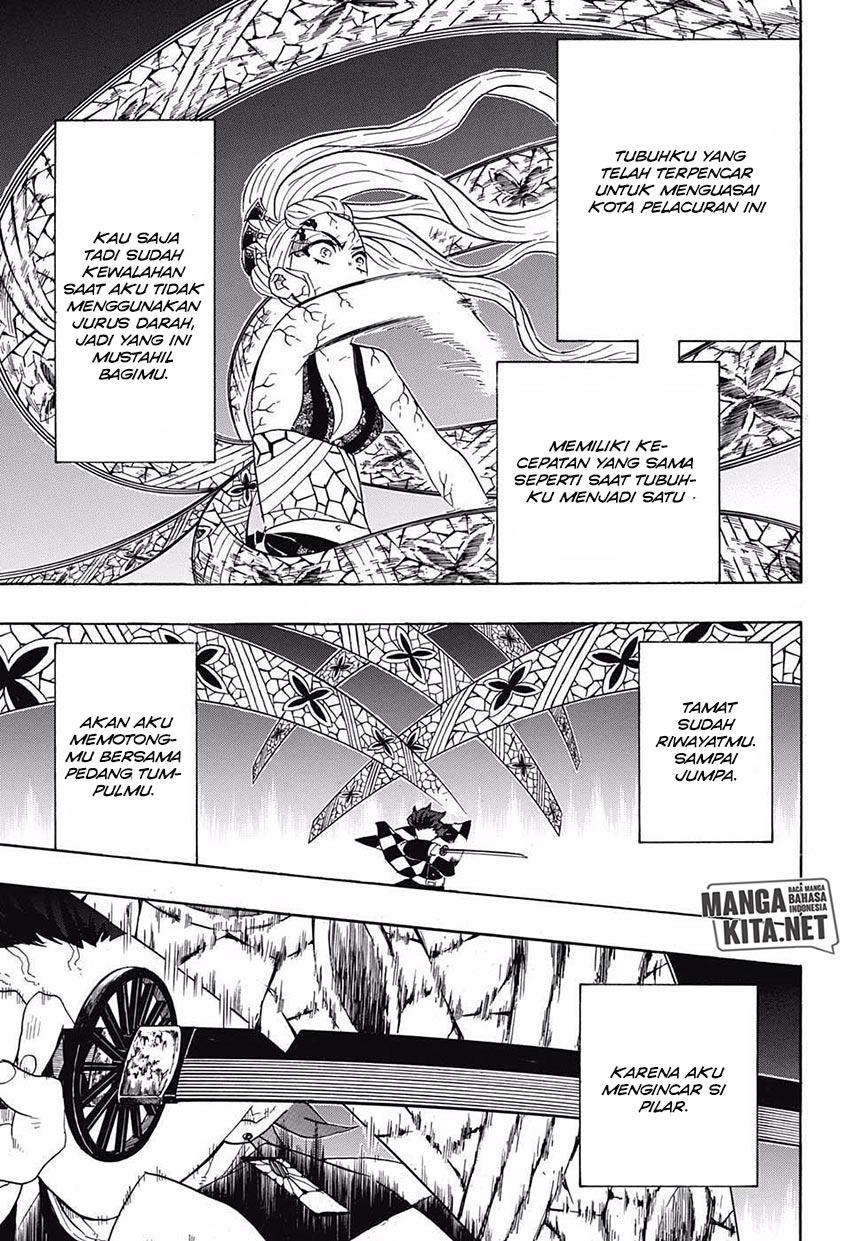 TUBUHKU YANG
TELAH TERPENCAR
UNTUK MENGUASAI
KOTA PELACURAN INI
MEMILIKI KE-
CEPATAN YANG SAMA
SEPERTI SAAT TUBUH-
KU MENJADI SATU .
KAU SAJA
TADI SUDAH
KEWALAHAN
SAAT AKU TIDAK
MENGGUNAKAN
JURUS DARAH,
JADI YANG INI
MUSTAHIL
BAGIMU.
TAMAT
SUDAH
RIWAYATMU.
SAMPAI
JUMPA.
AKAN AKU
MEMOTONG-
MU BERSAMA
PEDANG TUM-
PULMU.
MANGA
KITA.NET
BACA MANGA
BAHASA
INDONESIA
KARENA AKU
MENGINCAR SI
PILAR.